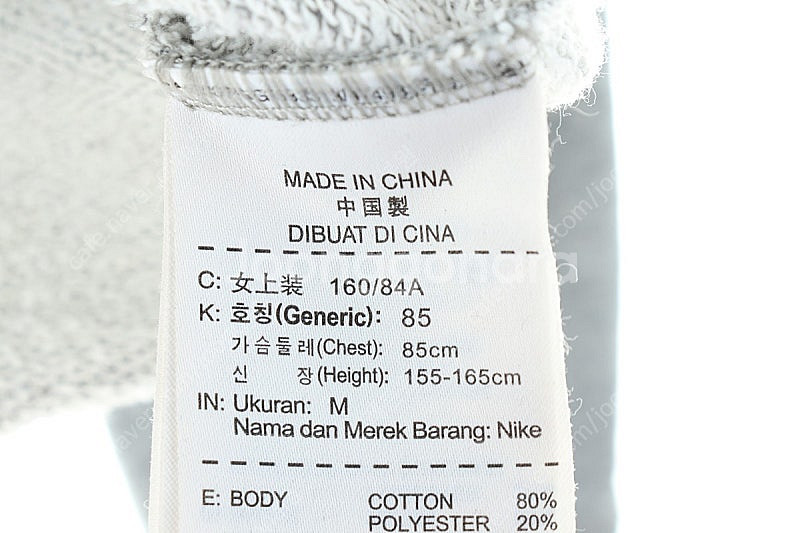 MADE IN CHINA
中国製
DIBUAT DI CINA
C: 女上装 160/84A
K: 호칭(Generic): 85
가슴둘레(Chest): 85cm
신 장(Height): 155-165cm
IN: Ukuran: M
Nama dan Merek Barang: Nike
E: BODY COTTON 80%
POLYESTER 20%